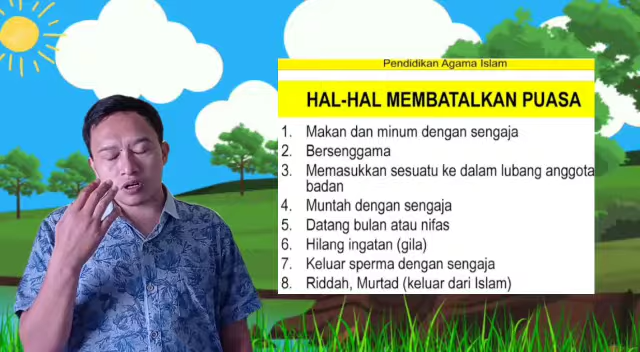 Pendidikan Agama Islam
HAL-HAL MEMBATALKAN PUASA
1. Makan dan minum dengan sengaja
2. Bersenggama
3. Memasukkan sesuatu ke dalam lubang anggota
badan
4. Muntah dengan sengaja
5. Datang bulan atau nifas
6. Hilang ingatan (gila)
7. Keluar sperma dengan sengaja
8. Riddah, Murtad (keluar dari Islam)